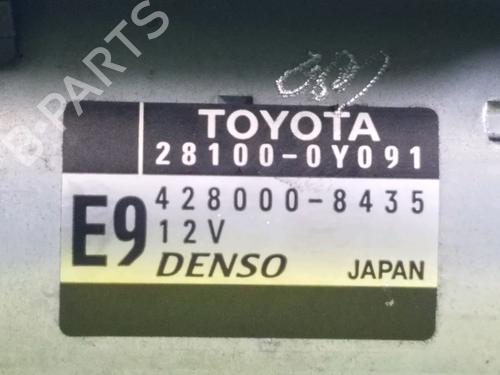 B-PARTS
TOYOTA
28100-0Y091
E9
428000-8435
12V
DENSO
JAPAN